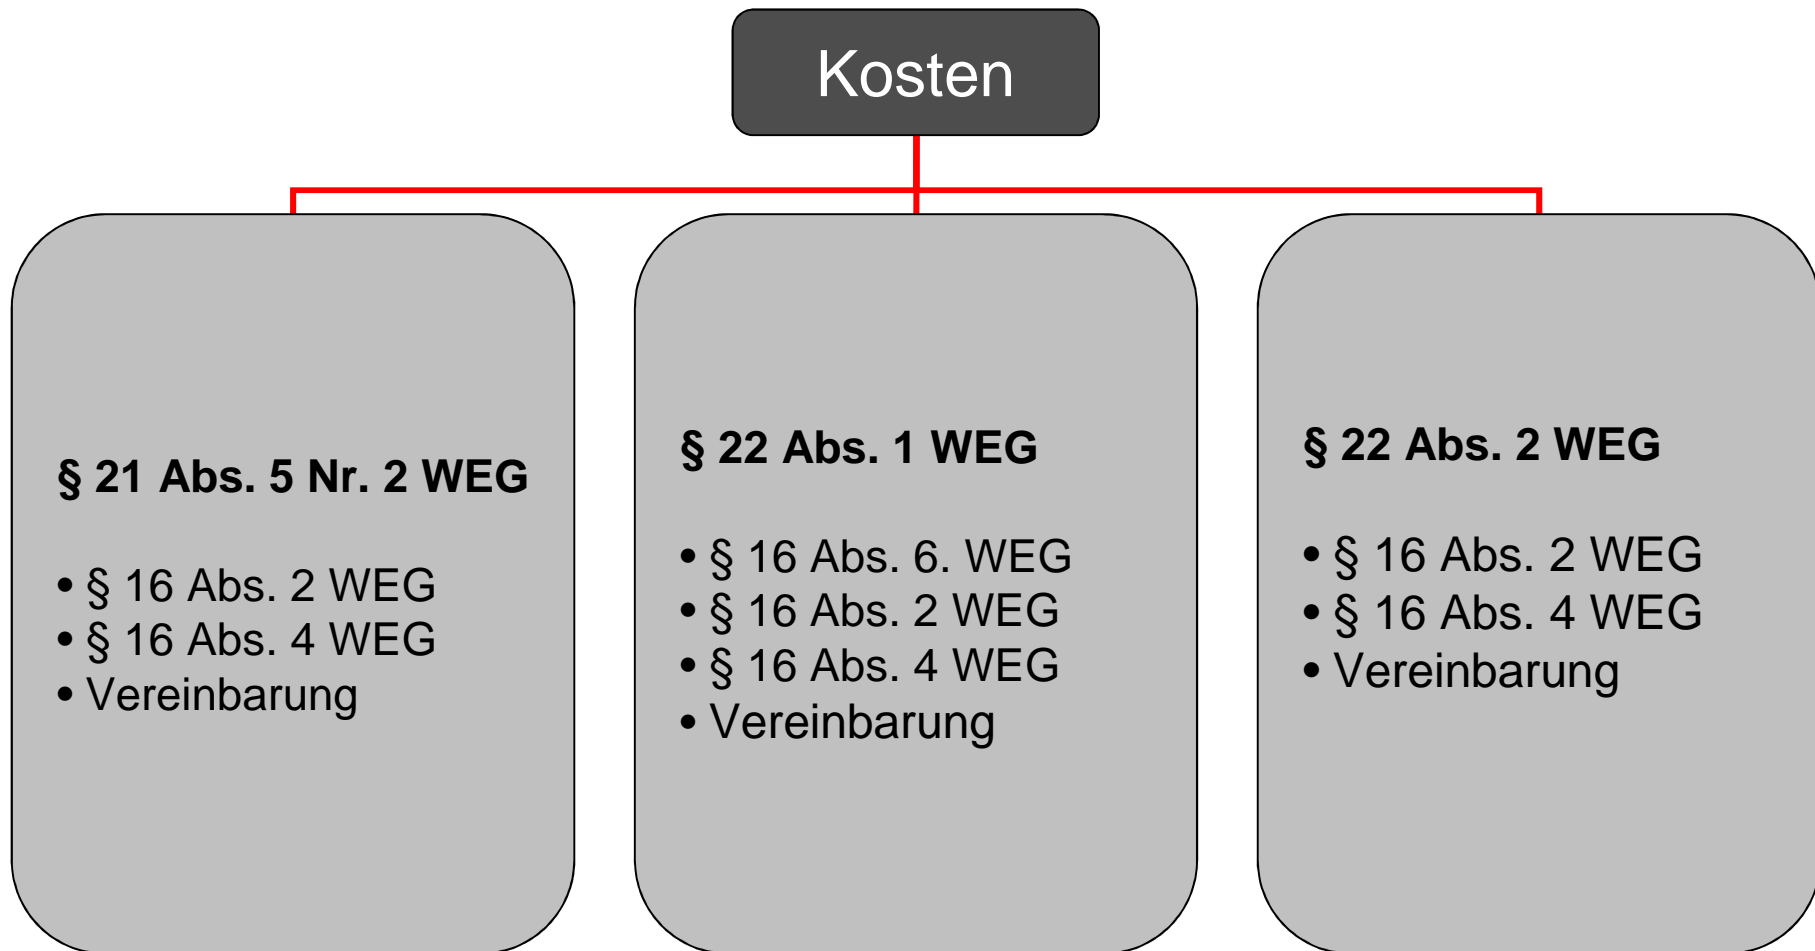 Kosten
§ 21 Abs. 5 Nr. 2 WEG
• § 16 Abs. 2 WEG
• § 16 Abs. 4 WEG
• Vereinbarung
§ 22 Abs. 1 WEG
• § 16 Abs. 6. WEG
• § 16 Abs. 2 WEG
• § 16 Abs. 4 WEG
• Vereinbarung
§ 22 Abs. 2 WEG
• § 16 Abs. 2 WEG
• § 16 Abs. 4 WEG
• Vereinbarung